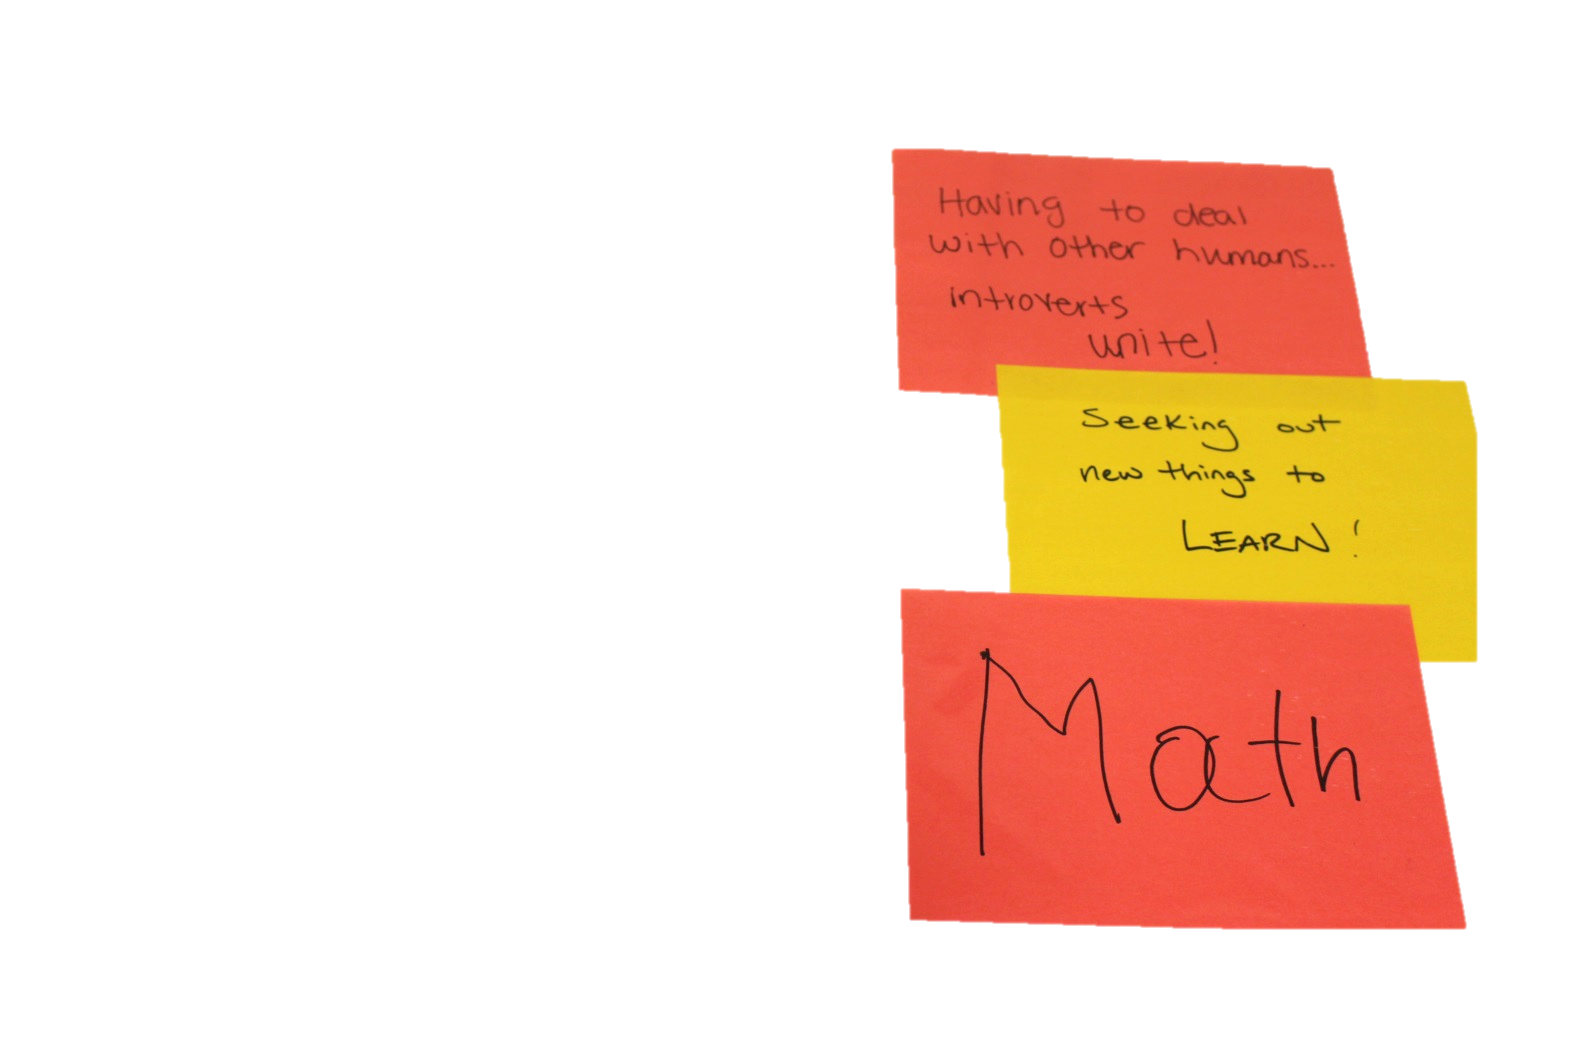 Having to deal
with other humans...
introverts
unite!
Seeking out
new things to
LEARN!
Math